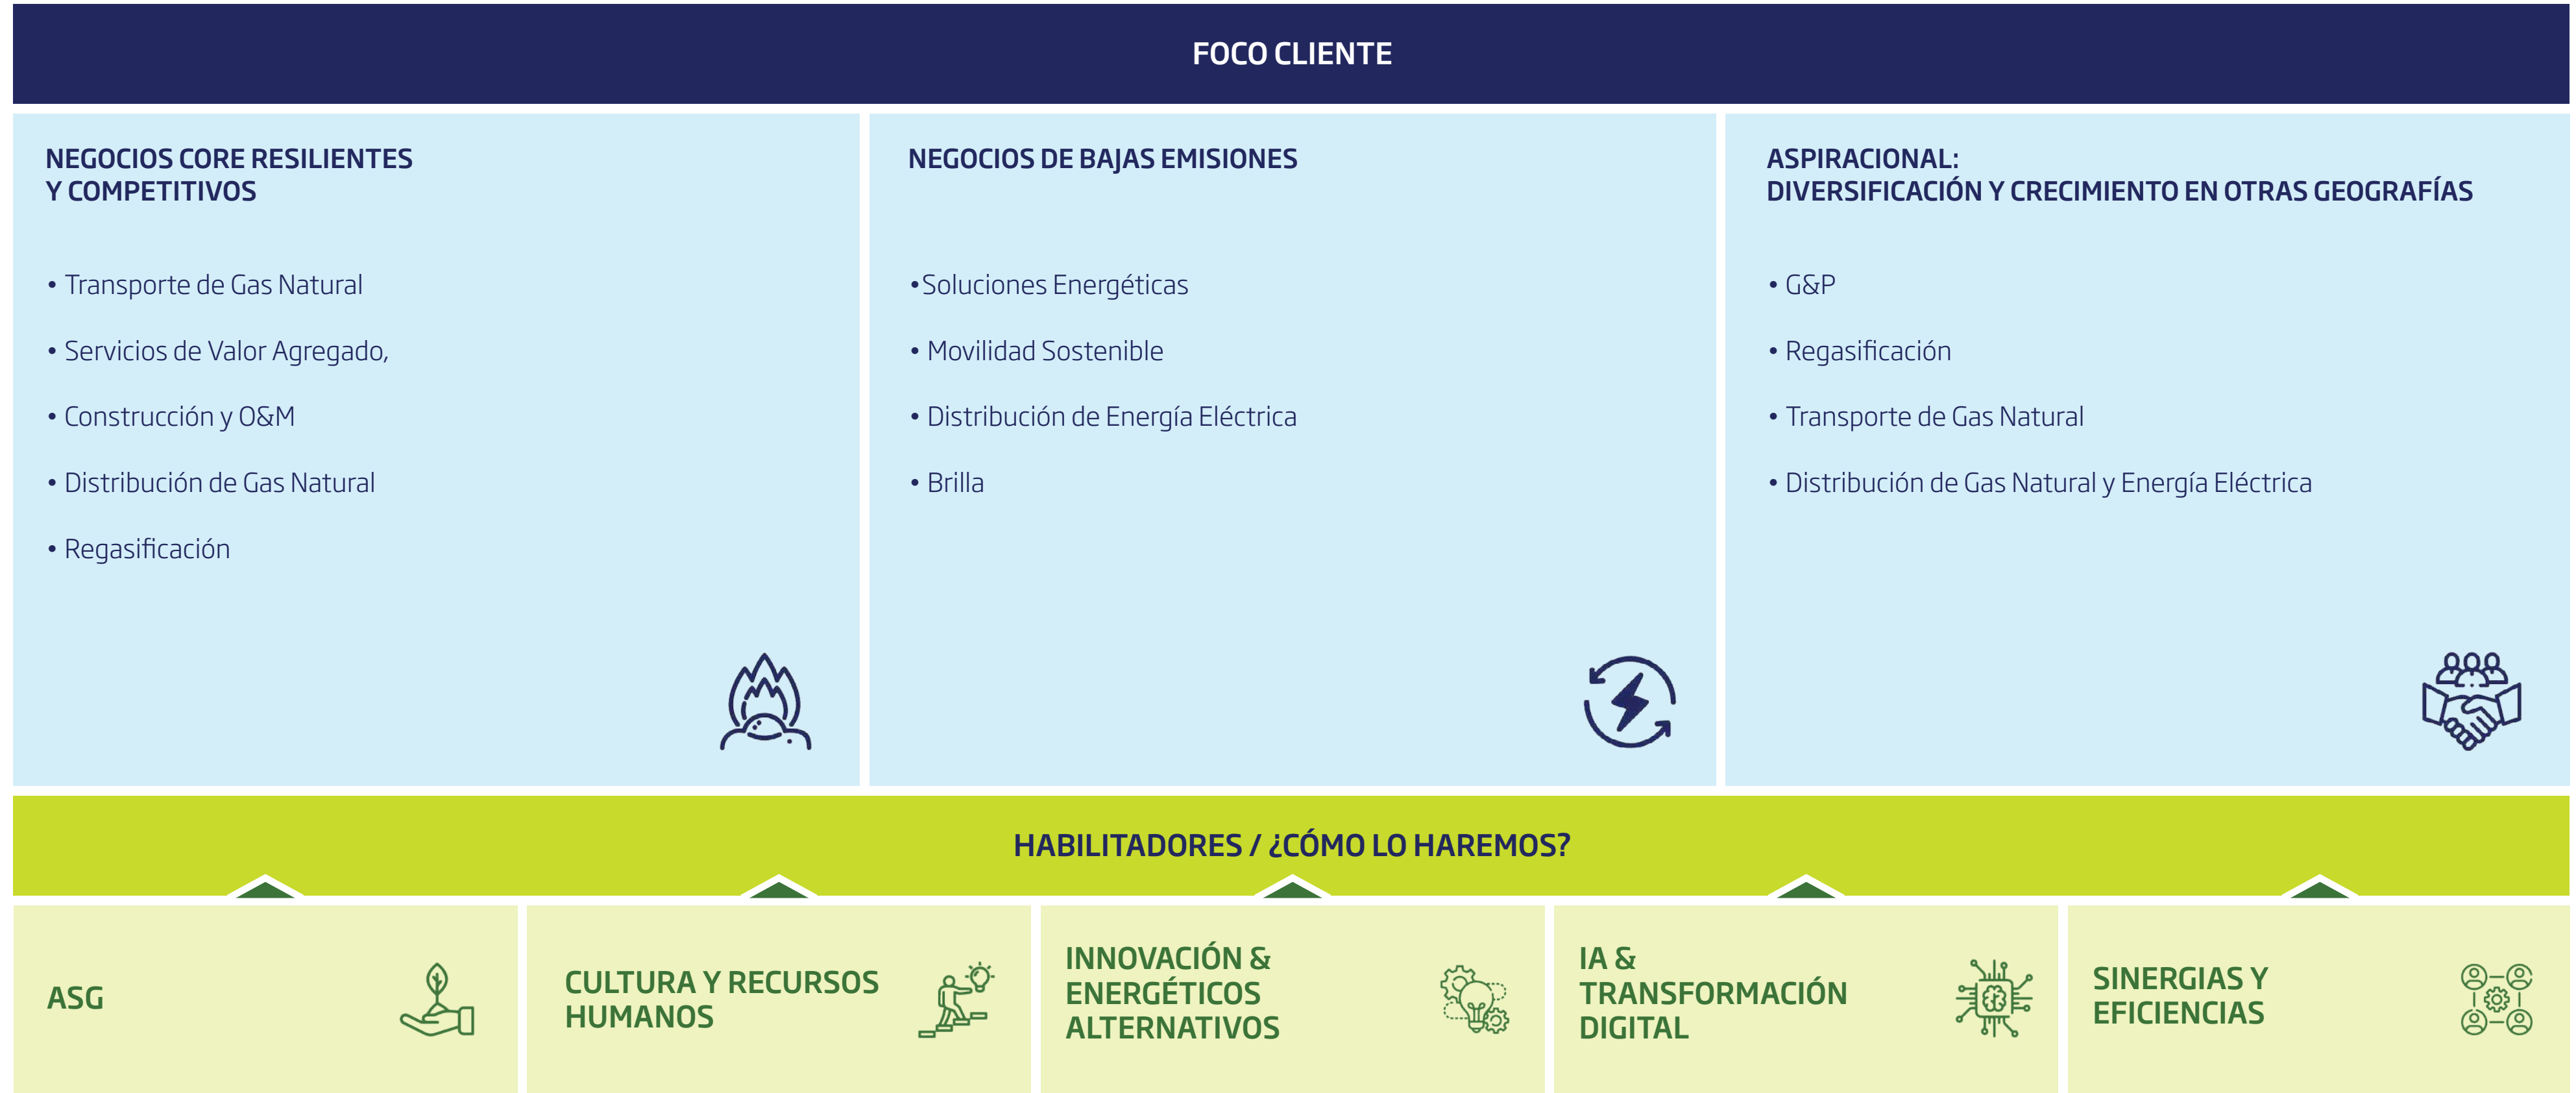 FOCO CLIENTE
NEGOCIOS CORE RESILIENTES
Y COMPETITIVOS
• Transporte de Gas Natural
• Servicios de Valor Agregado,
• Construcción y O&M
• Distribución de Gas Natural
• Regasificación
NEGOCIOS DE BAJAS EMISIONES
•Soluciones Energéticas
• Movilidad Sostenible
• Distribución de Energía Eléctrica
• Brilla
ASPIRACIONAL:
DIVERSIFICACIÓN Y CRECIMIENTO EN OTRAS GEOGRAFÍAS
• G&P
• Regasificación
• Transporte de Gas Natural
• Distribución de Gas Natural y Energía Eléctrica
HABILITADORES / ¿CÓMO LO HAREMOS?
ASG
CULTURA Y RECURSOS
HUMANOS
INNOVACIÓN &
ENERGÉTICOS
ALTERNATIVOS
IA &
TRANSFORMACIÓN
DIGITAL
SINERGIAS Y
EFICIENCIAS